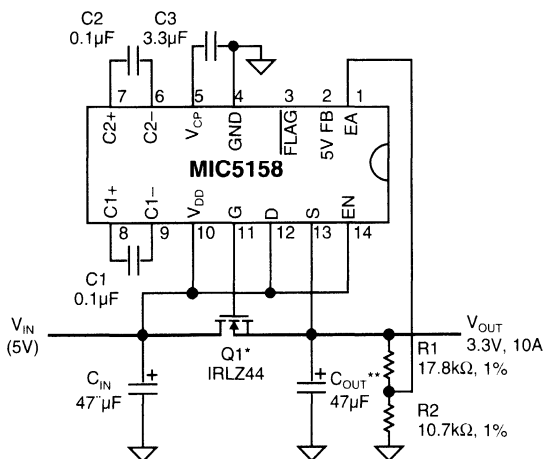 C2 C3
0.1µF 3.3µF
7 6 5 4 3 2 1
C2+ C2– VCP GND FLAG 5V FB EA
MIC5158
C1+ C1– VDD G D S EN
8 9 10 11 12 13 14
C1
0.1µF
VIN
(5V)
Q1*
IRLZ44
VOUT
3.3V, 10A
CIN
47¨µF
COUT**
47µF
R1
17.8kΩ, 1%
R2
10.7kΩ, 1%